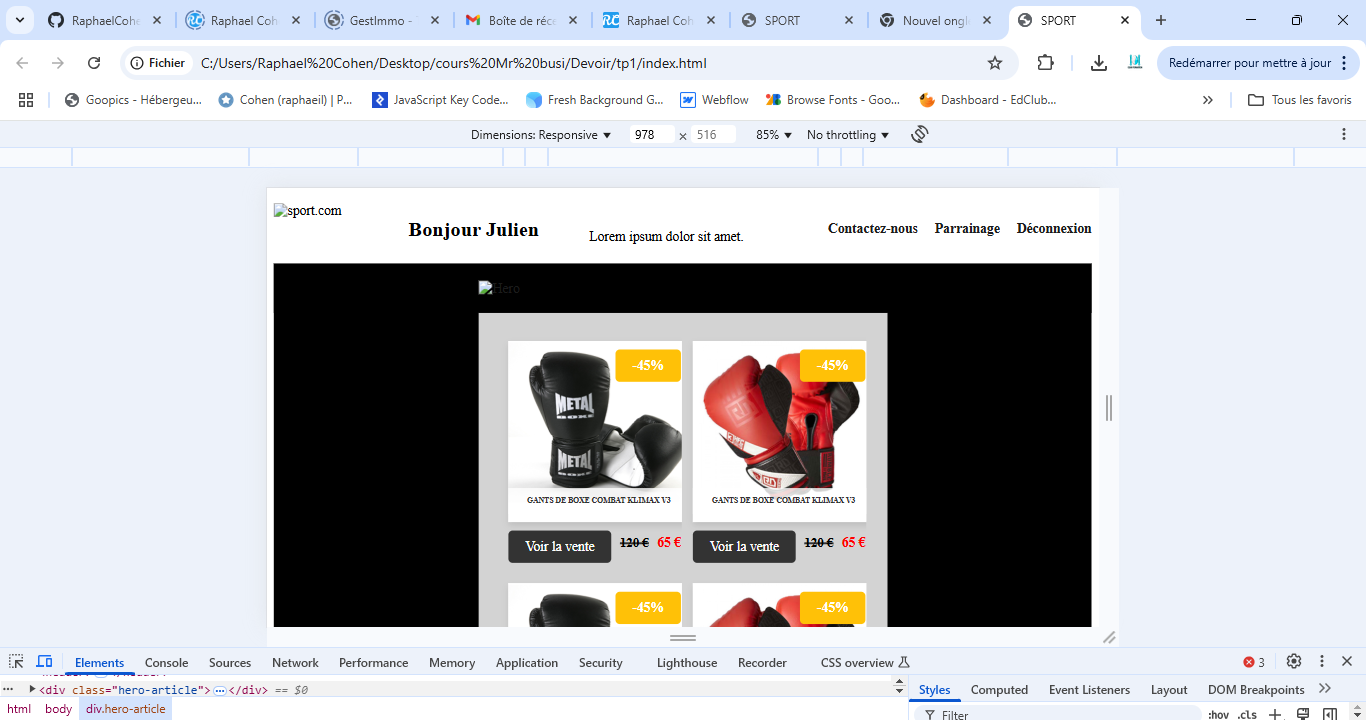 RaphaelCohe
Raphael Coh
GestImmo -
Boîte de réce
Raphael Coh
SPORT
Nouvel ongl
SPORT
Fichier
C:/Users/Raphael%20Cohen/Desktop/cours%20Mr%20busi/Devoir/tp1/index.html
Redémarrer pour mettre à jour
Goopics - Hébergeu...
Cohen (raphaeil) | P...
JavaScript Key Code...
Fresh Background G...
Webflow
Browse Fonts - Goo...
Dashboard - EdClub...
Tous les favoris
Dimensions: Responsive
978 × 516
85%
No throttling
sport.com
Bonjour Julien
Lorem ipsum dolor sit amet.
Contactez-nous Parrainage Déconnexion
Hero
-45% -45%
METAL
BOXE
METAL
BOXE
GANTS DE BOXE COMBAT KLIMAX V3 GANTS DE BOXE COMBAT KLIMAX V3
Voir la vente 120 € 65 € Voir la vente 120 € 65 €
-45% -45%
Elements Console Sources Network Performance Memory Application Security Lighthouse Recorder CSS overview 3
... <div class="hero-article"> ... </div> == $0
html body div.hero-article
Styles Computed Event Listeners Layout DOM Breakpoints
Filter :hov .cls